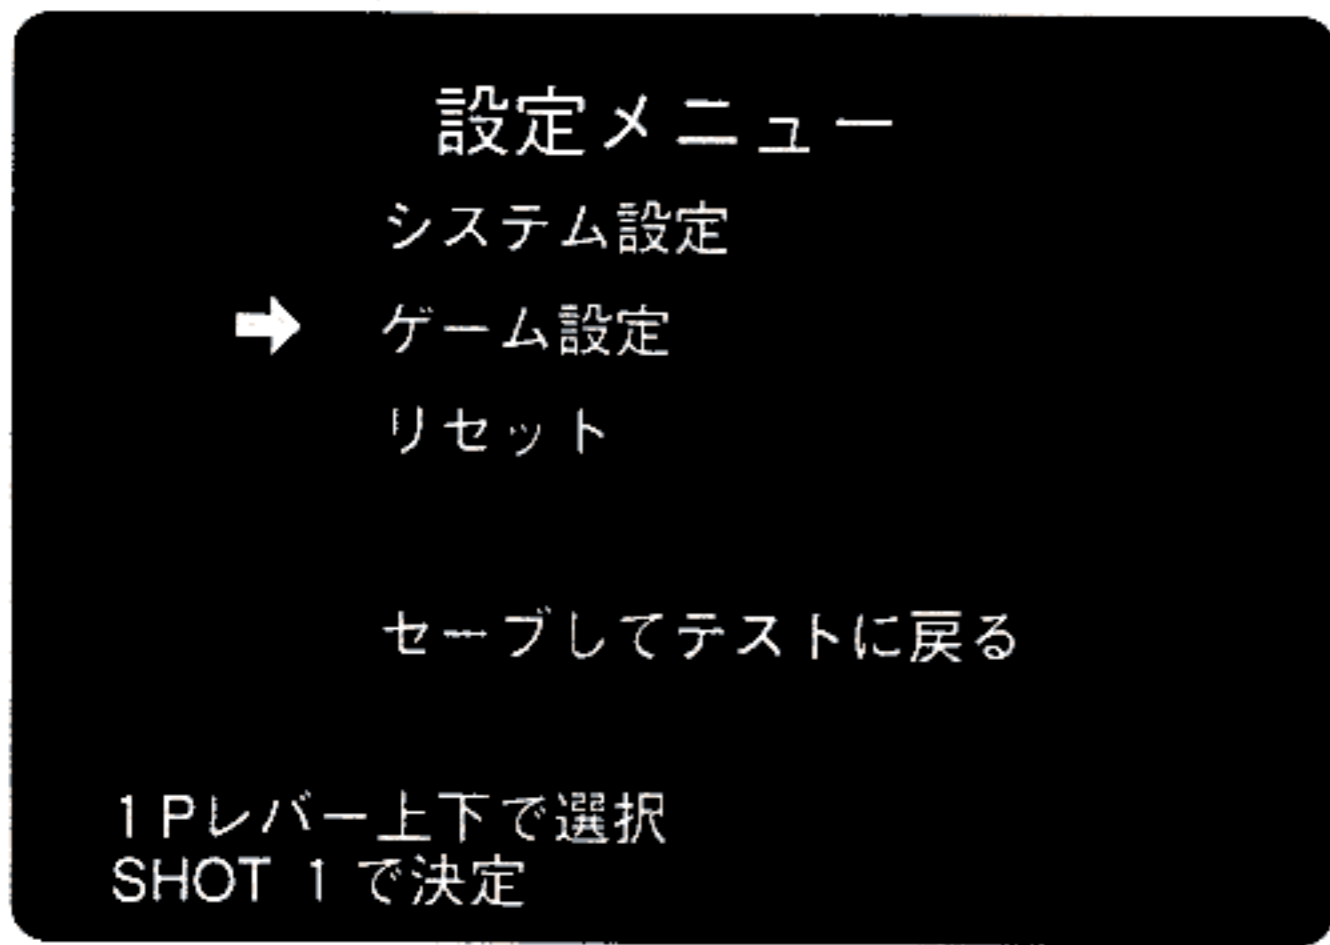 設定メニュー
システム設定
ゲーム設定
リセット
セーブしてテストに戻る
1Pレバー上下で選択
SHOT 1で決定